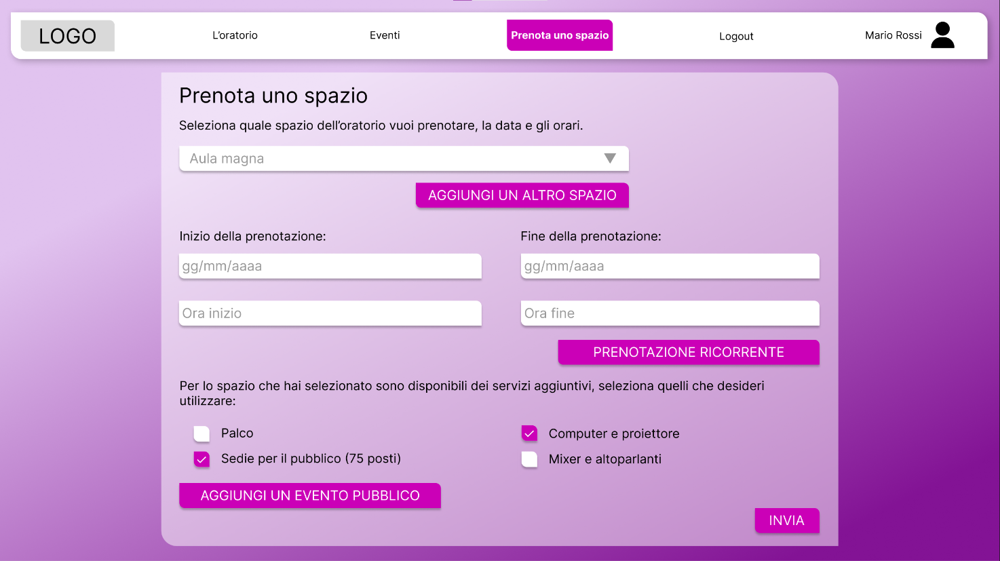 LOGO
L'oratorio
Eventi
Prenota uno spazio
Logout
Mario Rossi
Prenota uno spazio
Seleziona quale spazio dell'oratorio vuoi prenotare, la data e gli orari.
Aula magna
AGGIUNGI UN ALTRO SPAZIO
Inizio della prenotazione:
Fine della prenotazione:
gg/mm/aaaa
gg/mm/aaaa
Ora inizio
Ora fine
PRENOTAZIONE RICORRENTE
Per lo spazio che hai selezionato sono disponibili dei servizi aggiuntivi, seleziona quelli che desideri
utilizzare:
Palco
Computer e proiettore
Sedie per il pubblico (75 posti)
Mixer e altoparlanti
AGGIUNGI UN EVENTO PUBBLICO
INVIA